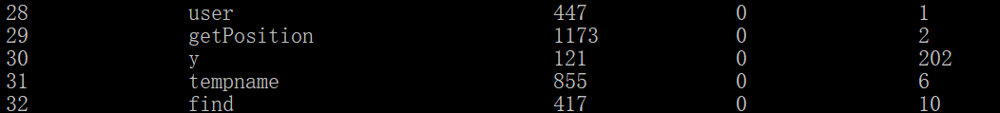 28 user 447 0 1
29 getPosition 1173 0 2
30 y 121 0 202
31 tempname 855 0 6
32 find 417 0 10